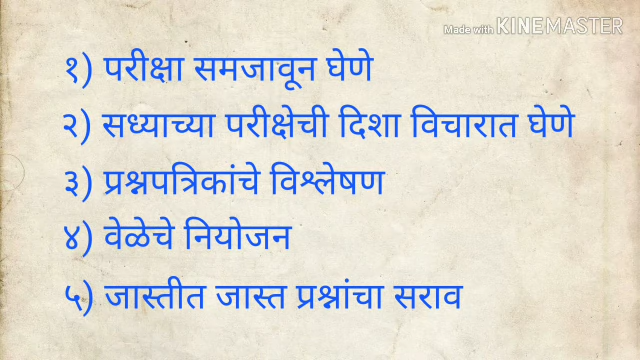 Made with KINEMASTER
१) परीक्षा समजावून घेणे
२) सध्याच्या परीक्षेची दिशा विचारात घेणे
३) प्रश्नपत्रिकांचे विश्लेषण
४) वेळेचे नियोजन
५) जास्तीत जास्त प्रश्नांचा सराव